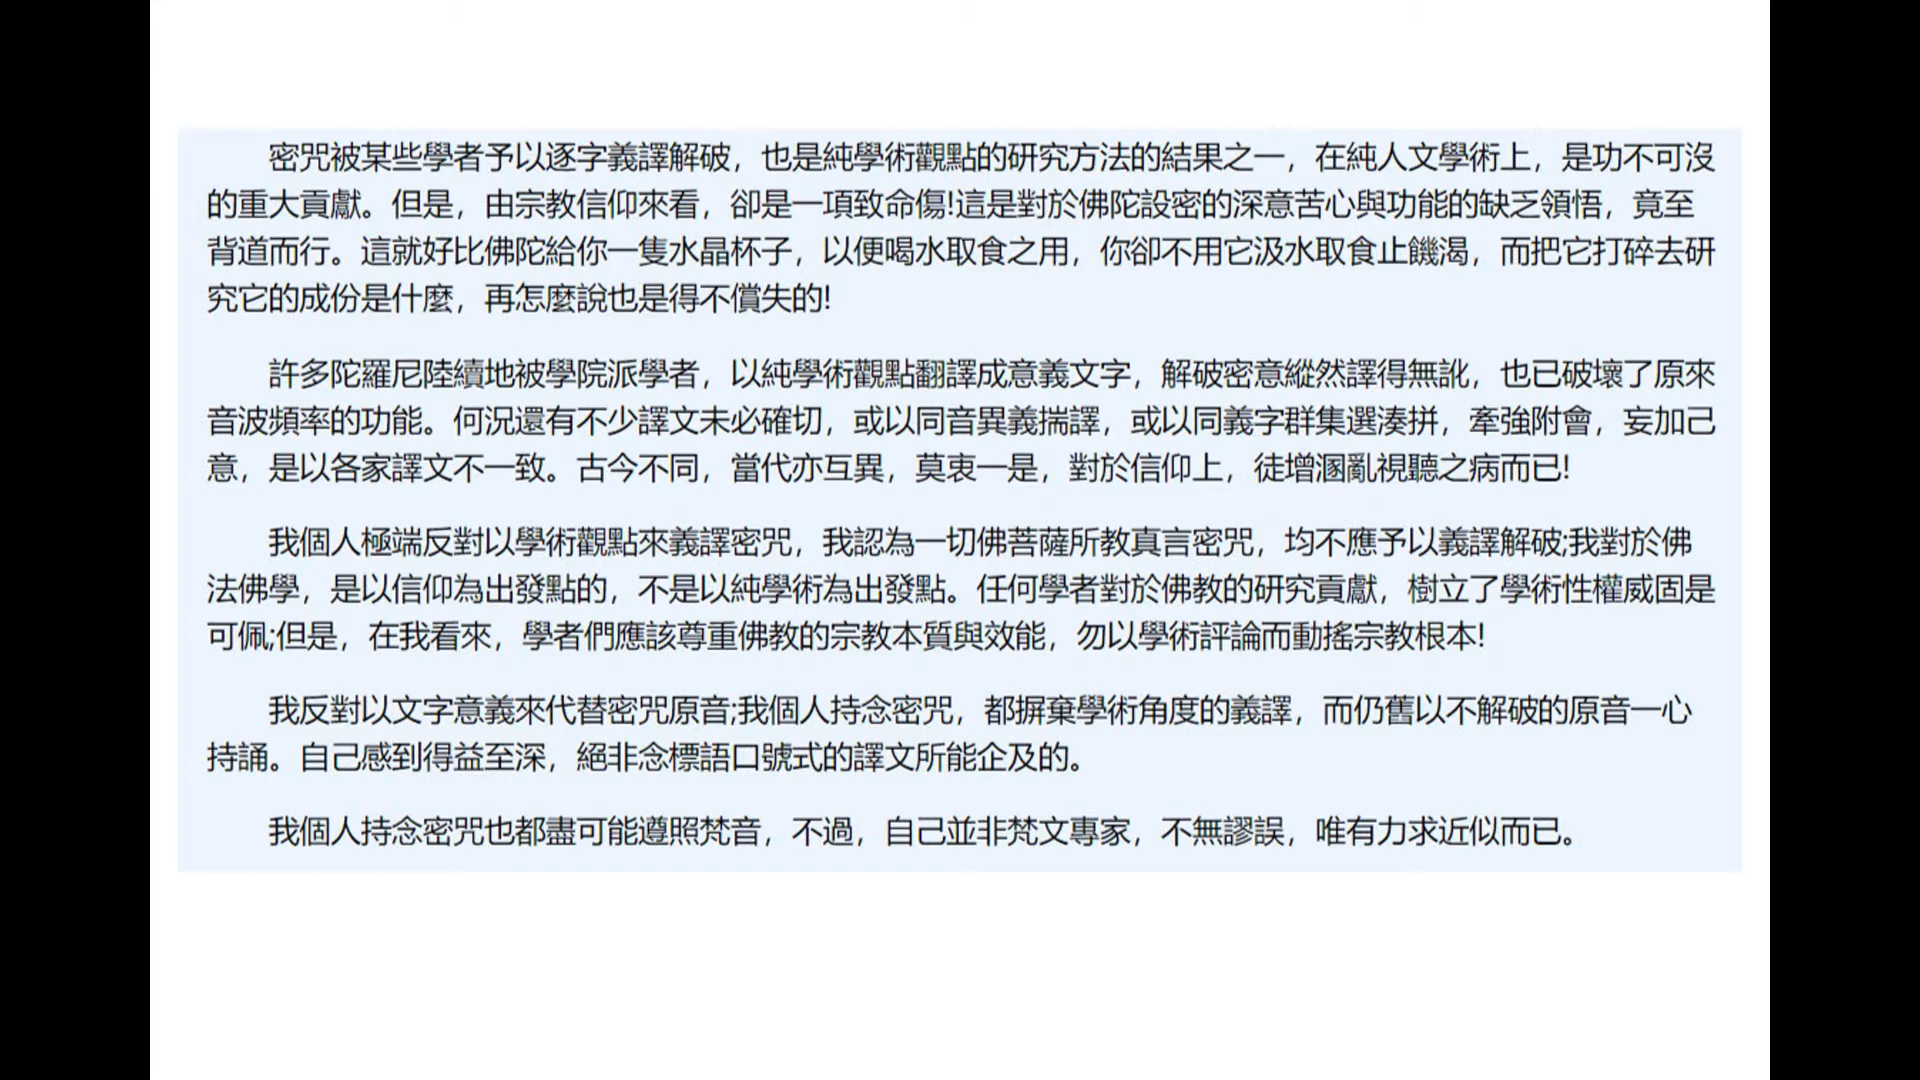 密咒被某些學者予以逐字義譯解破，也是純學術觀點的研究方法的結果之一，在純人文學術上，是功不可沒
的重大貢獻。但是，由宗教信仰來看，卻是一項致命傷!這是對於佛陀設密的深意苦心與功能的缺乏領悟，竟至
背道而行。這就好比佛陀給你一隻水晶杯子，以便喝水取食之用，你卻不用它汲水取食止饑渴，而把它打碎去研
究它的成份是什麼，再怎麼說也是得不償失的!
許多陀羅尼陸續地被學院派學者，以純學術觀點翻譯成意義文字，解破密意縱然譯得無訛，也已破壞了原來
音波頻率的功能。何況還有不少譯文未必確切，或以同音異義揣譯，或以同義字群集選湊拼，牽強附會，妄加己
意，是以各家譯文不一致。古今不同，當代亦互異，莫衷一是，對於信仰上，徒增溷亂視聽之病而已!
我個人極端反對以學術觀點來義譯密咒，我認為一切佛菩薩所教真言密咒，均不應予以義譯解破;我對於佛
法佛學，是以信仰為出發點的，不是以純學術為出發點。任何學者對於佛教的研究貢獻，樹立了學術性權威固是
可佩;但是，在我看來，學者們應該尊重佛教的宗教本質與效能，勿以學術評論而動搖宗教根本!
我反對以文字意義來代替密咒原音;我個人持念密咒，都摒棄學術角度的義譯，而仍舊以不解破的原音一心
持誦。自己感到得益至深，絕非念標語口號式的譯文所能企及的。
我個人持念密咒也都盡可能遵照梵音，不過，自己並非梵文專家，不無謬誤，唯有力求近似而已。